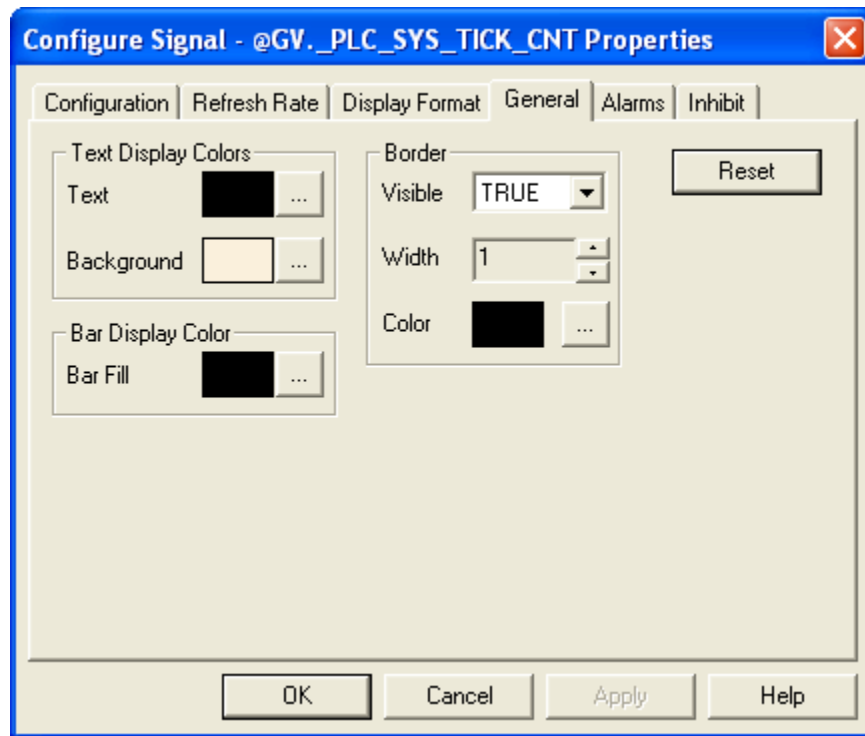 Configure Signal - @GV._PLC_SYS_TICK_CNT Properties
Configuration Refresh Rate Display Format General Alarms Inhibit
Text Display Colors
Text ...
Background ...
Bar Display Color
Bar Fill ...
Border
Visible TRUE
Width 1
Color ...
Reset
OK Cancel Apply Help